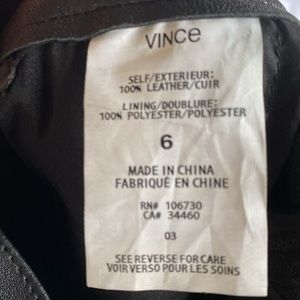 VINCe
SELF/EXTERIEUR:
100% LEATHER/CUIR
LINING/DOUBLURE:
100% POLYESTER/POLYESTER
6
MADE IN CHINA
FABRIQUÉ EN CHINE
RN# 106730
CA# 34460
03
SEE REVERSE FOR CARE
VOIR VERSO POUR LES SOINS